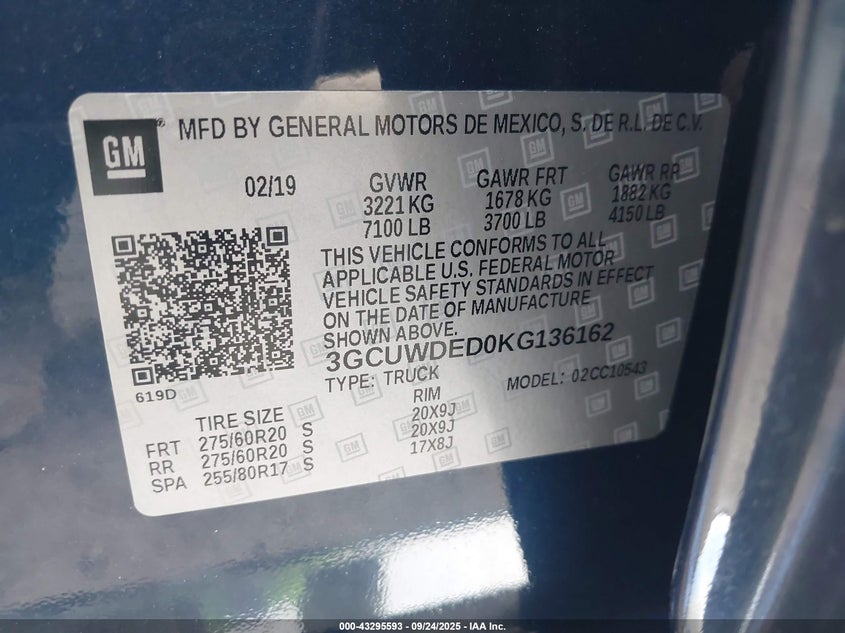 GM ® MFD BY GENERAL MOTORS DE MEXICO, S. DE R.L. DE C.V.
02/19 GVWR GAWR FRT GAWR RR
3221 KG 1678 KG 1882 KG
7100 LB 3700 LB 4150 LB
THIS VEHICLE CONFORMS TO ALL
APPLICABLE U.S. FEDERAL MOTOR
VEHICLE SAFETY STANDARDS IN EFFECT
ON THE DATE OF MANUFACTURE
SHOWN ABOVE.
3GCUWDED0KG136162
619D
TYPE: TRUCK MODEL: 02CC10543
TIRE SIZE RIM
FRT 275/60R20 S 20X9J
RR 275/60R20 S 20X9J
SPA 255/80R17 S 17X8J
000-43295593 - 09/24/2025 - IAA Inc.